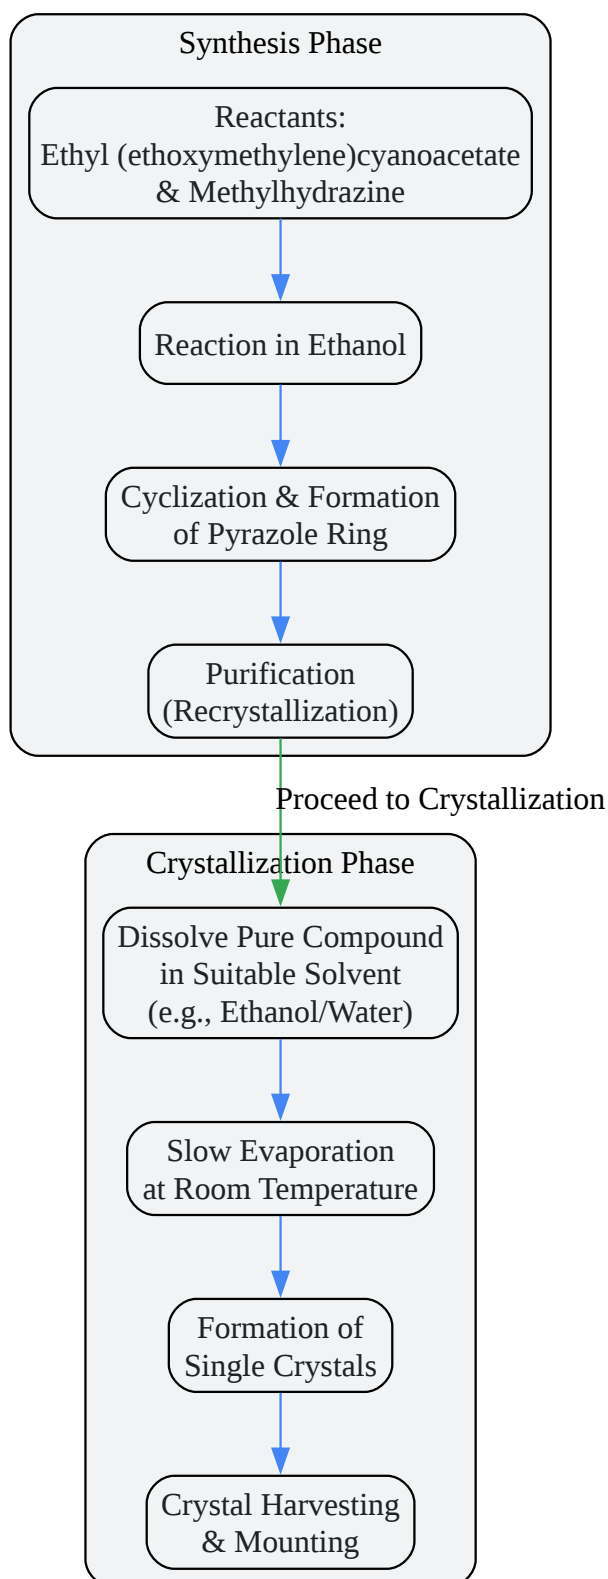 Synthesis Phase
Reactants:
Ethyl (ethoxymethylene)cyanoacetate
& Methylhydrazine
Reaction in Ethanol
Cyclization & Formation
of Pyrazole Ring
Purification
(Recrystallization)
Proceed to Crystallization
Crystallization Phase
Dissolve Pure Compound
in Suitable Solvent
(e.g., Ethanol/Water)
Slow Evaporation
at Room Temperature
Formation of
Single Crystals
Crystal Harvesting
& Mounting